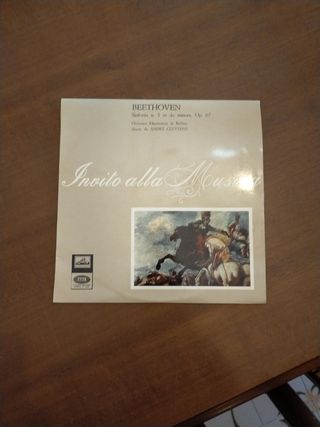 BEETHOVEN
Sinfonia n. 5 in do minore, Op. 67
Orchestra Filarmonica di Berlino
diretta da ANDRÉ CLUYTENS
Invito alla Musica
EMI